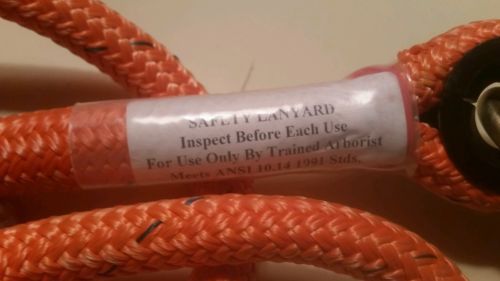 SAFETY LANYARD
Inspect Before Each Use
For Use Only By Trained Arborist
Meets ANSI 10.14 1991 Stds.